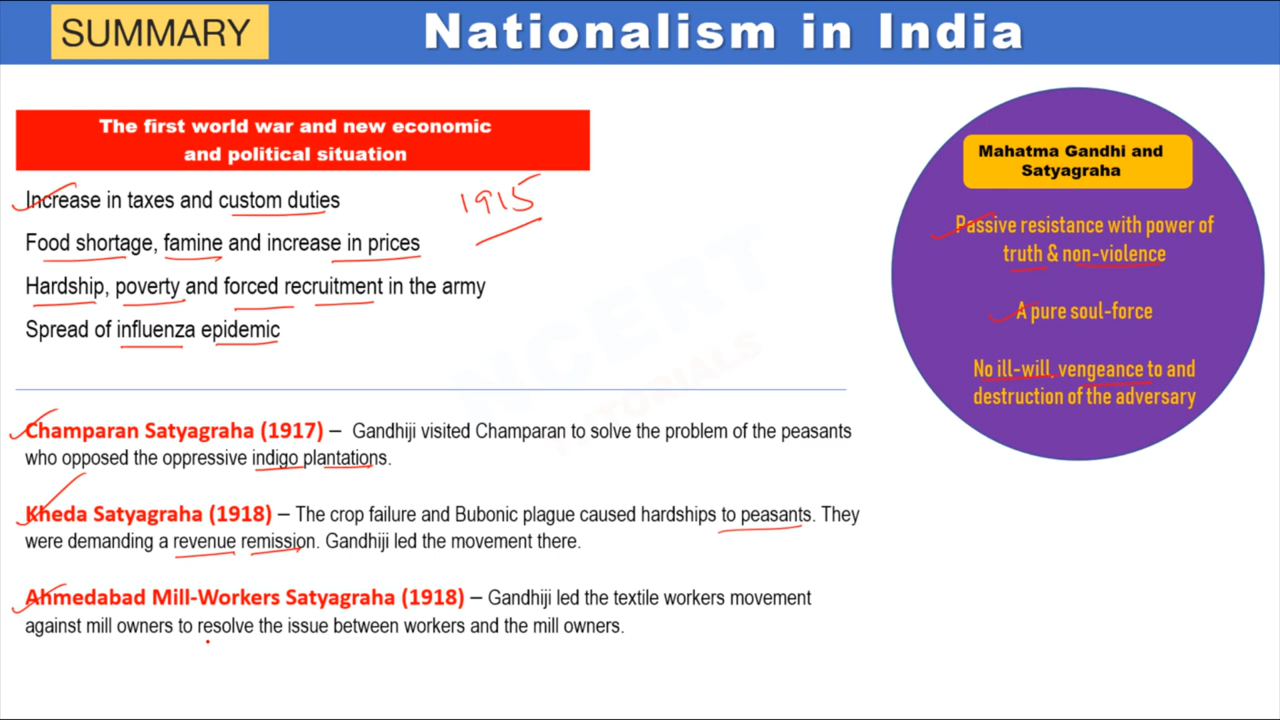 SUMMARY
Nationalism in India
The first world war and new economic
and political situation
Increase in taxes and custom duties
1915
Food shortage, famine and increase in prices
Hardship, poverty and forced recruitment in the army
Spread of influenza epidemic
Mahatma Gandhi and
Satyagraha
Passive resistance with power of
truth & non-violence
A pure soul-force
No ill-will, vengeance to and
destruction of the adversary
NCERT
TUTORIALS
Champaran Satyagraha (1917) – Gandhiji visited Champaran to solve the problem of the peasants
who opposed the oppressive indigo plantations.
Kheda Satyagraha (1918) – The crop failure and Bubonic plague caused hardships to peasants. They
were demanding a revenue remission. Gandhiji led the movement there.
Ahmedabad Mill-Workers Satyagraha (1918) – Gandhiji led the textile workers movement
against mill owners to resolve the issue between workers and the mill owners.